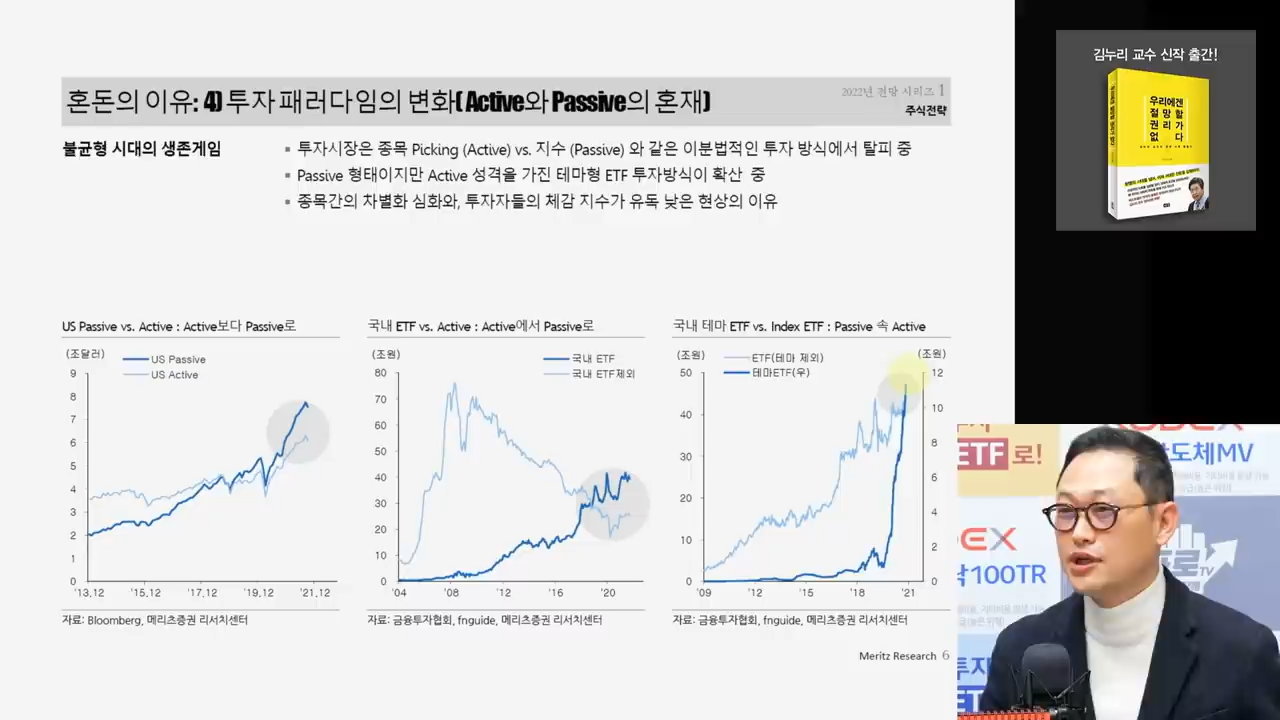 김누리 교수 신작 출간!
우리에겐
절망할
권리가
없다
혼돈의 이유: 4) 투자 패러다임의 변화(Active와 Passive의 혼재)
2022년 전망 시리즈 1
주식전략
불균형 시대의 생존게임
▪ 투자시장은 종목 Picking (Active) vs. 지수 (Passive) 와 같은 이분법적인 투자 방식에서 탈피 중
▪ Passive 형태이지만 Active 성격을 가진 테마형 ETF 투자방식이 확산 중
▪ 종목간의 차별화 심화와, 투자자들의 체감 지수가 유독 낮은 현상의 이유
US Passive vs. Active : Active보다 Passive로
(조달러)
US Passive
US Active
9
8
7
6
5
4
3
2
1
0
'13.12 '15.12 '17.12 '19.12 '21.12
자료: Bloomberg, 메리츠증권 리서치센터
국내 ETF vs. Active : Active에서 Passive로
(조원)
국내 ETF
국내 ETF제외
80
70
60
50
40
30
20
10
0
'04 '08 '12 '16 '20
자료: 금융투자협회, fnguide, 메리츠증권 리서치센터
국내 테마 ETF vs. Index ETF : Passive 속 Active
(조원)
(조원)
ETF(테마 제외)
테마ETF(우)
50
40
30
20
10
0
12
10
8
6
4
2
0
'09 '12 '15 '18 '21
자료: 금융투자협회, fnguide, 메리츠증권 리서치센터
Meritz Research 6
ETF로!
도체MV
DEX
100TR
TV
투자
ET